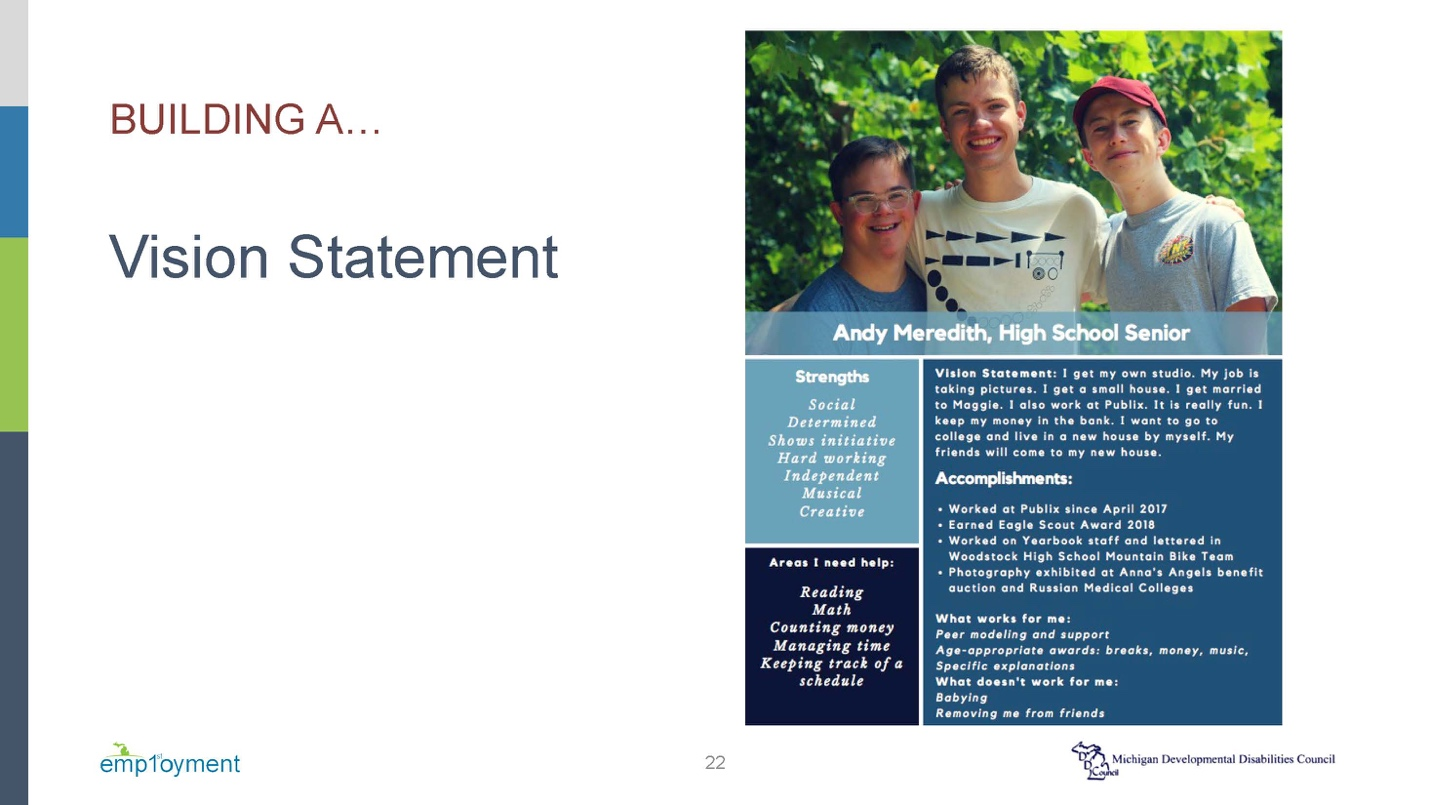 BUILDING A…
Vision Statement
Andy Meredith, High School Senior
Strengths
Social
Determined
Shows initiative
Hard working
Independent
Musical
Creative
Areas I need help:
Reading
Math
Counting money
Managing time
Keeping track of a
schedule
Vision Statement: I get my own studio. My job is
taking pictures. I get a small house. I get married
to Maggie. I also work at Publix. It is really fun. I
keep my money in the bank. I want to go to
college and live in a new house by myself. My
friends will come to my new house.
Accomplishments:
• Worked at Publix since April 2017
• Earned Eagle Scout Award 2018
• Worked on Yearbook staff and lettered in
Woodstock High School Mountain Bike Team
• Photography exhibited at Anna's Angels benefit
auction and Russian Medical Colleges
What works for me:
Peer modeling and support
Age-appropriate awards: breaks, money, music,
Specific explanations
What doesn't work for me:
Babying
Removing me from friends
emp1stoyment
22
DD Council
Michigan Developmental Disabilities Council